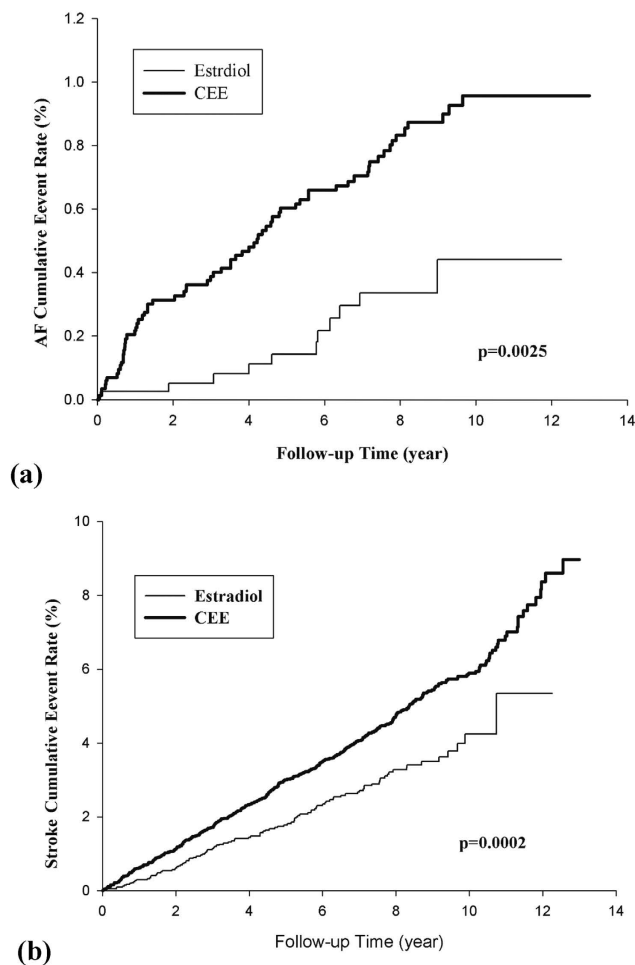 1.2
1.0
0.8
0.6
0.4
0.2
0.0
AF Cumulative Eevent Rate (%)
Estrdiol
CEE
p=0.0025
0 2 4 6 8 10 12 14
Follow-up Time (year)
(a)
10
8
6
4
2
0
Stroke Cumulative Eevent Rate (%)
Estradiol
CEE
p=0.0002
0 2 4 6 8 10 12 14
Follow-up Time (year)
(b)